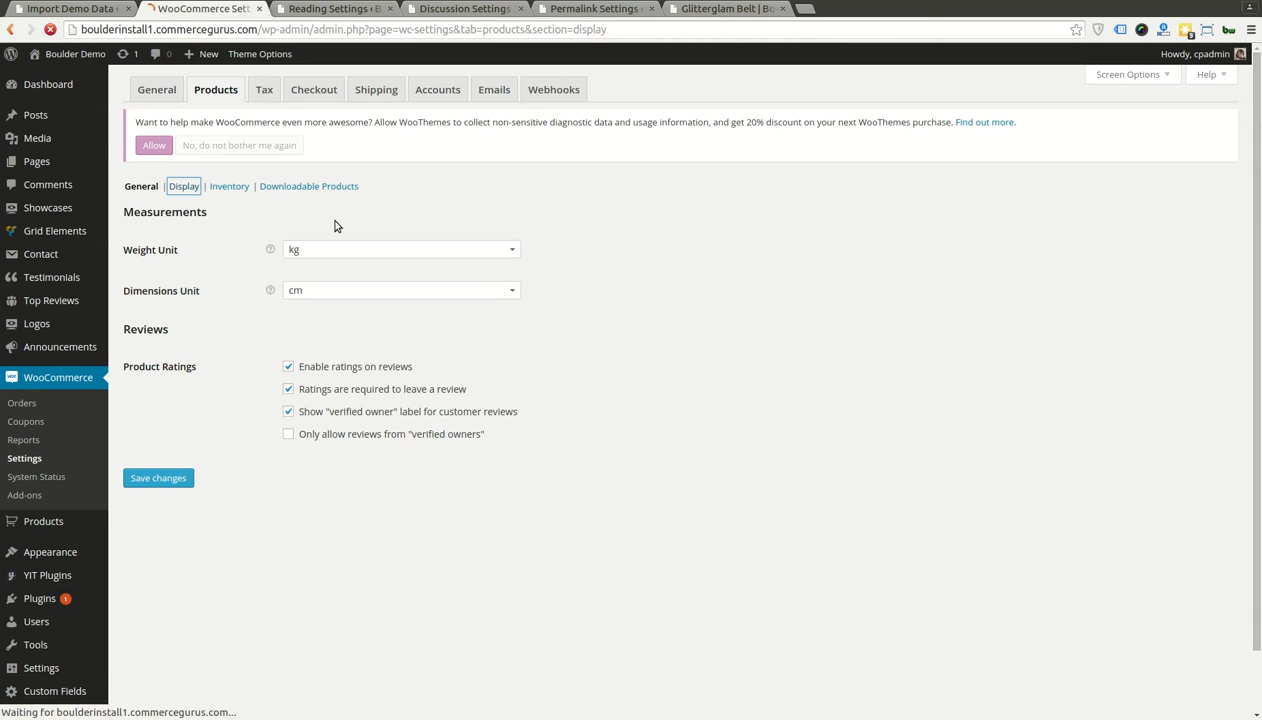 Import Demo Data ‹
WooCommerce Sett
Reading Settings ‹ B
Discussion Settings
Permalink Settings ‹
Glitterglam Belt | Bo
boulderinstall1.commercegurus.com/wp-admin/admin.php?page=wc-settings&tab=products&section=display
Boulder Demo 1 0 + New Theme Options Howdy, cpadmin
Screen Options Help
Dashboard
Posts
Media
Pages
Comments
Showcases
Grid Elements
Contact
Testimonials
Top Reviews
Logos
Announcements
WooCommerce
Orders
Coupons
Reports
Settings
System Status
Add-ons
Products
Appearance
YIT Plugins
Plugins 1
Users
Tools
Settings
Custom Fields
General Products Tax Checkout Shipping Accounts Emails Webhooks
Want to help make WooCommerce even more awesome? Allow WooThemes to collect non-sensitive diagnostic data and usage information, and get 20% discount on your next WooThemes purchase. Find out more.
Allow No, do not bother me again
General | Display | Inventory | Downloadable Products
Measurements
Weight Unit kg
Dimensions Unit cm
Reviews
Product Ratings Enable ratings on reviews
Ratings are required to leave a review
Show "verified owner" label for customer reviews
Only allow reviews from "verified owners"
Save changes
Waiting for boulderinstall1.commercegurus.com...